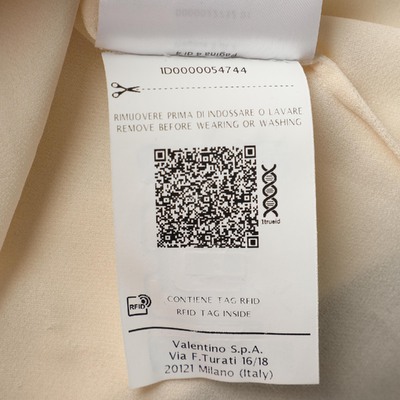 ID0000054744
RIMUOVERE PRIMA DI INDOSSARE O LAVARE
REMOVE BEFORE WEARING OR WASHING
1trueid
RFID
CONTIENE TAG RFID
RFID TAG INSIDE
Valentino S.p.A.
Via F.Turati 16/18
20121 Milano (Italy)